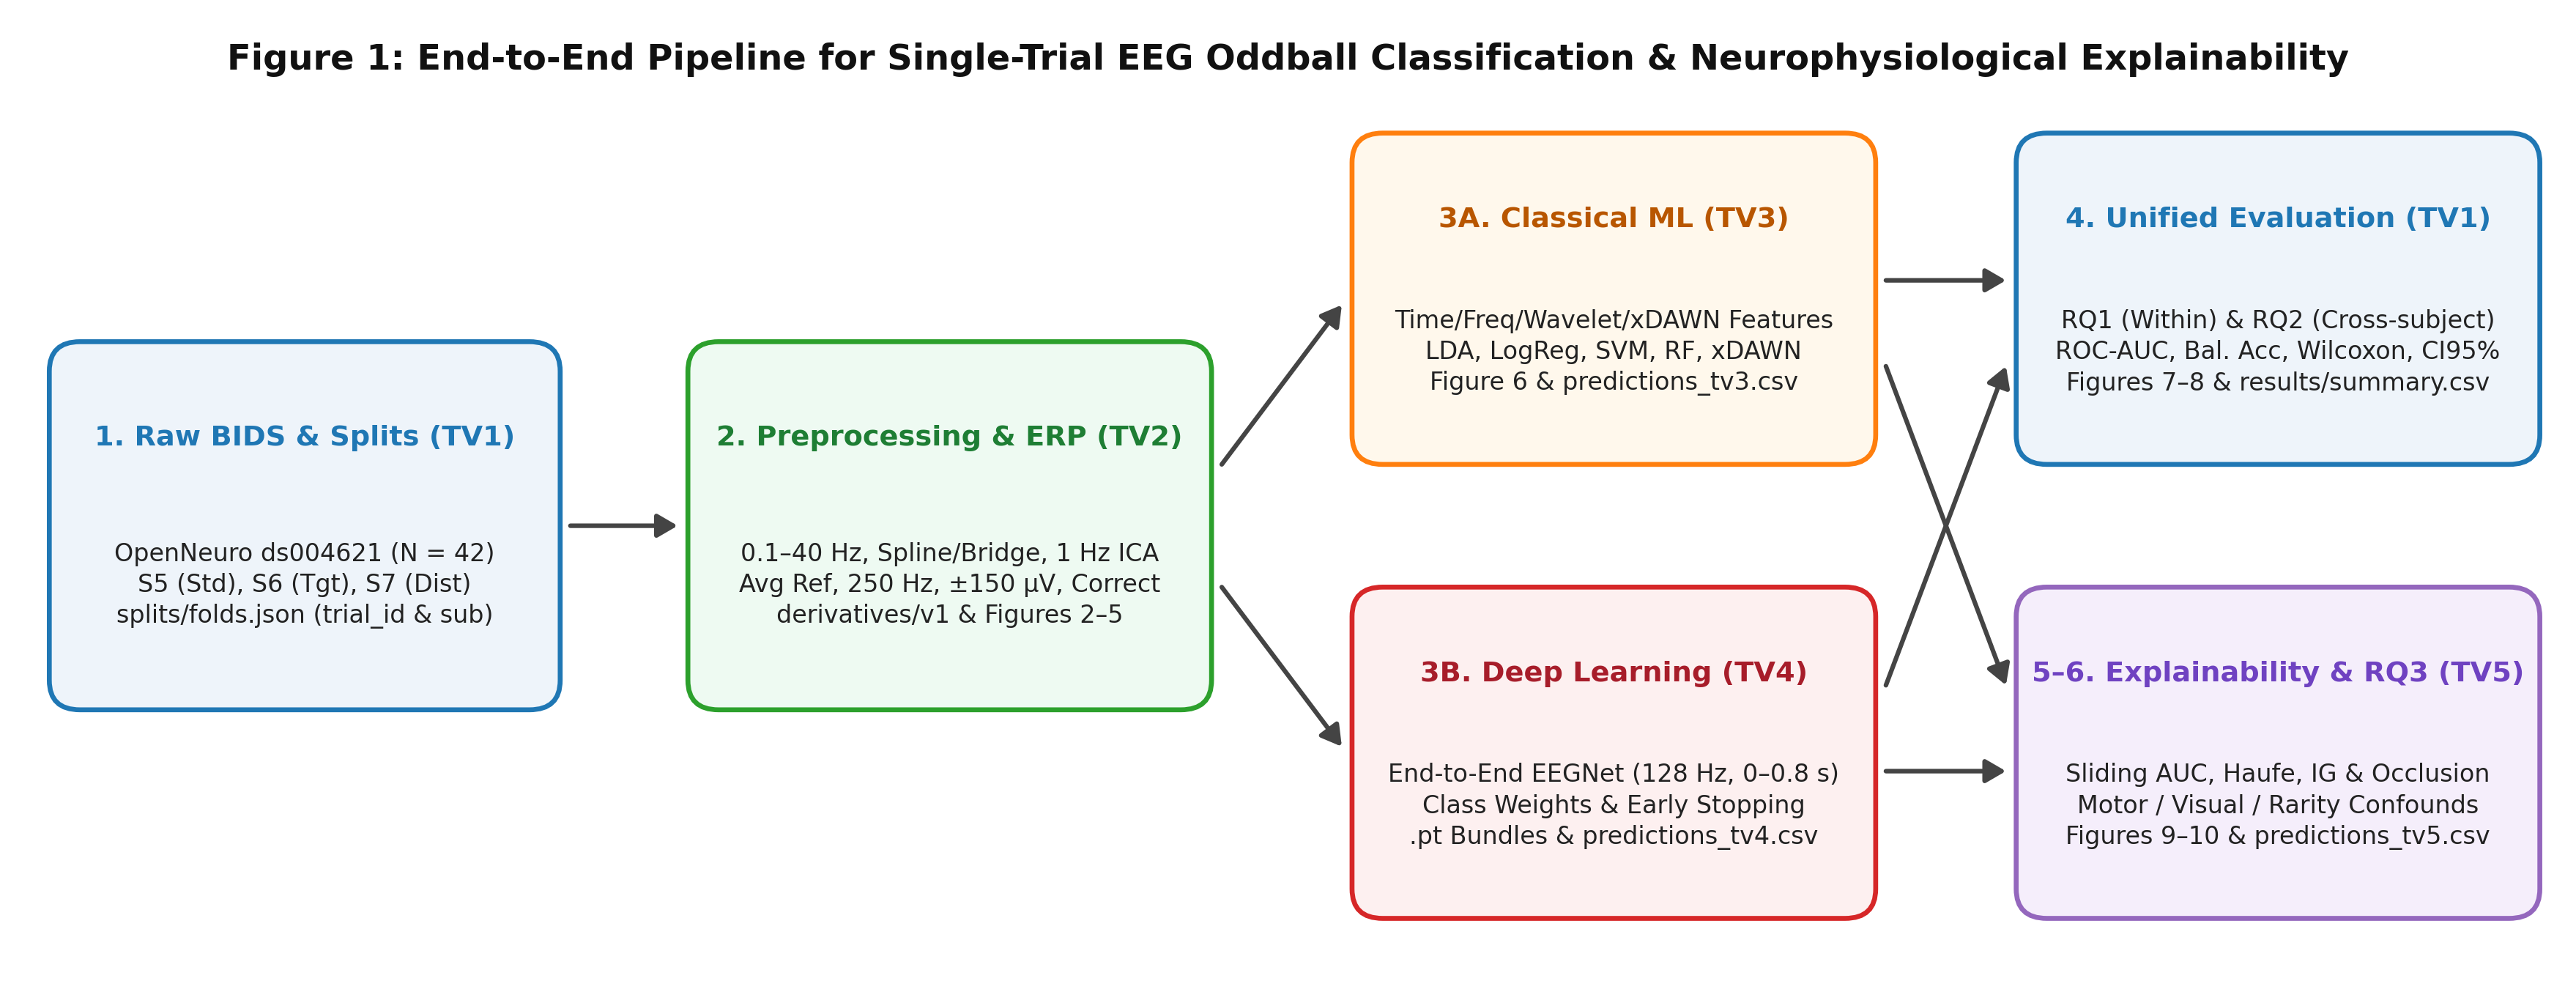 Figure 1: End-to-End Pipeline for Single-Trial EEG Oddball Classification & Neurophysiological Explainability
1. Raw BIDS & Splits (TV1)
OpenNeuro ds004621 (N = 42)
S5 (Std), S6 (Tgt), S7 (Dist)
splits/folds.json (trial_id & sub)
2. Preprocessing & ERP (TV2)
0.1–40 Hz, Spline/Bridge, 1 Hz ICA
Avg Ref, 250 Hz, ±150 µV, Correct
derivatives/v1 & Figures 2–5
3A. Classical ML (TV3)
Time/Freq/Wavelet/xDAWN Features
LDA, LogReg, SVM, RF, xDAWN
Figure 6 & predictions_tv3.csv
3B. Deep Learning (TV4)
End-to-End EEGNet (128 Hz, 0–0.8 s)
Class Weights & Early Stopping
.pt Bundles & predictions_tv4.csv
4. Unified Evaluation (TV1)
RQ1 (Within) & RQ2 (Cross-subject)
ROC-AUC, Bal. Acc, Wilcoxon, CI95%
Figures 7–8 & results/summary.csv
5–6. Explainability & RQ3 (TV5)
Sliding AUC, Haufe, IG & Occlusion
Motor / Visual / Rarity Confounds
Figures 9–10 & predictions_tv5.csv